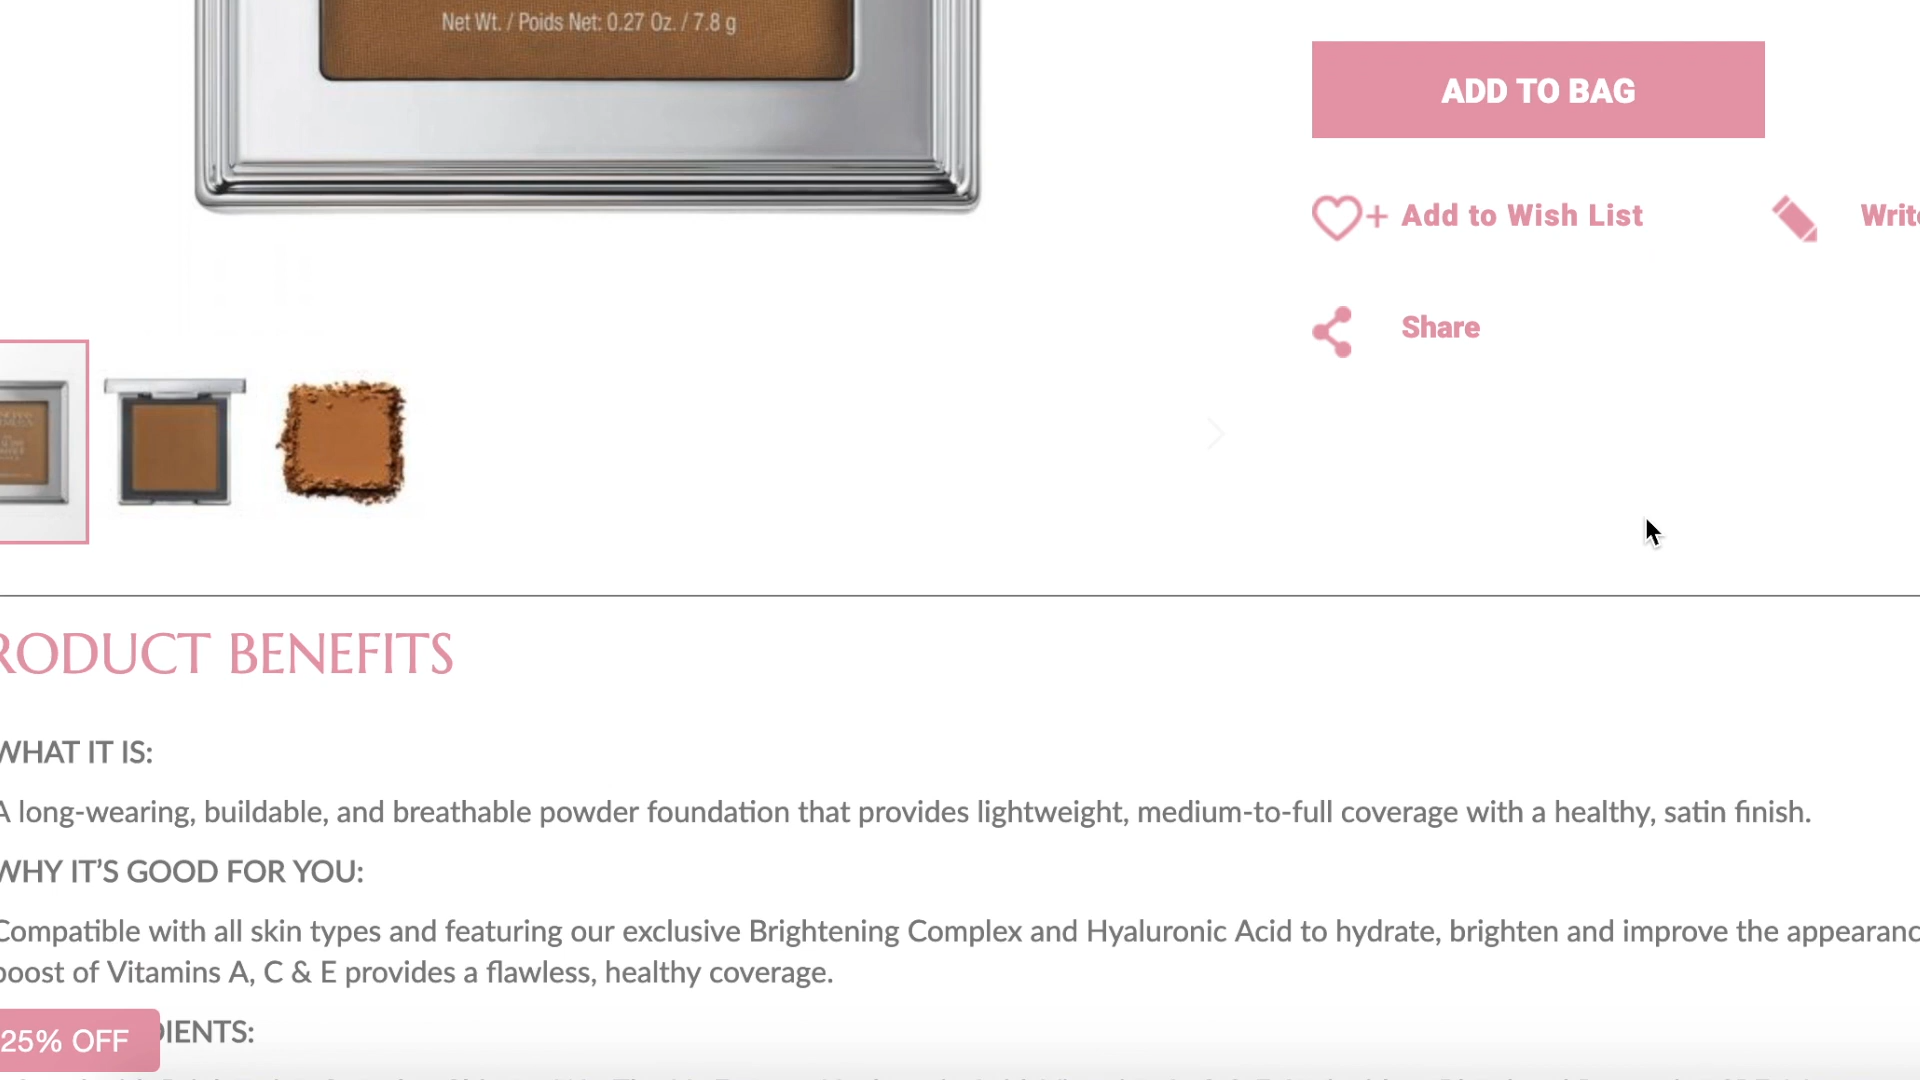 Net Wt. / Poids Net: 0.27 Oz. / 7.8 g
ADD TO BAG
+ Add to Wish List
Write
Share
RODUCT BENEFITS
WHAT IT IS:
A long-wearing, buildable, and breathable powder foundation that provides lightweight, medium-to-full coverage with a healthy, satin finish.
WHY IT’S GOOD FOR YOU:
Compatible with all skin types and featuring our exclusive Brightening Complex and Hyaluronic Acid to hydrate, brighten and improve the appearanc
boost of Vitamins A, C & E provides a flawless, healthy coverage.
DIENTS:
25% OFF